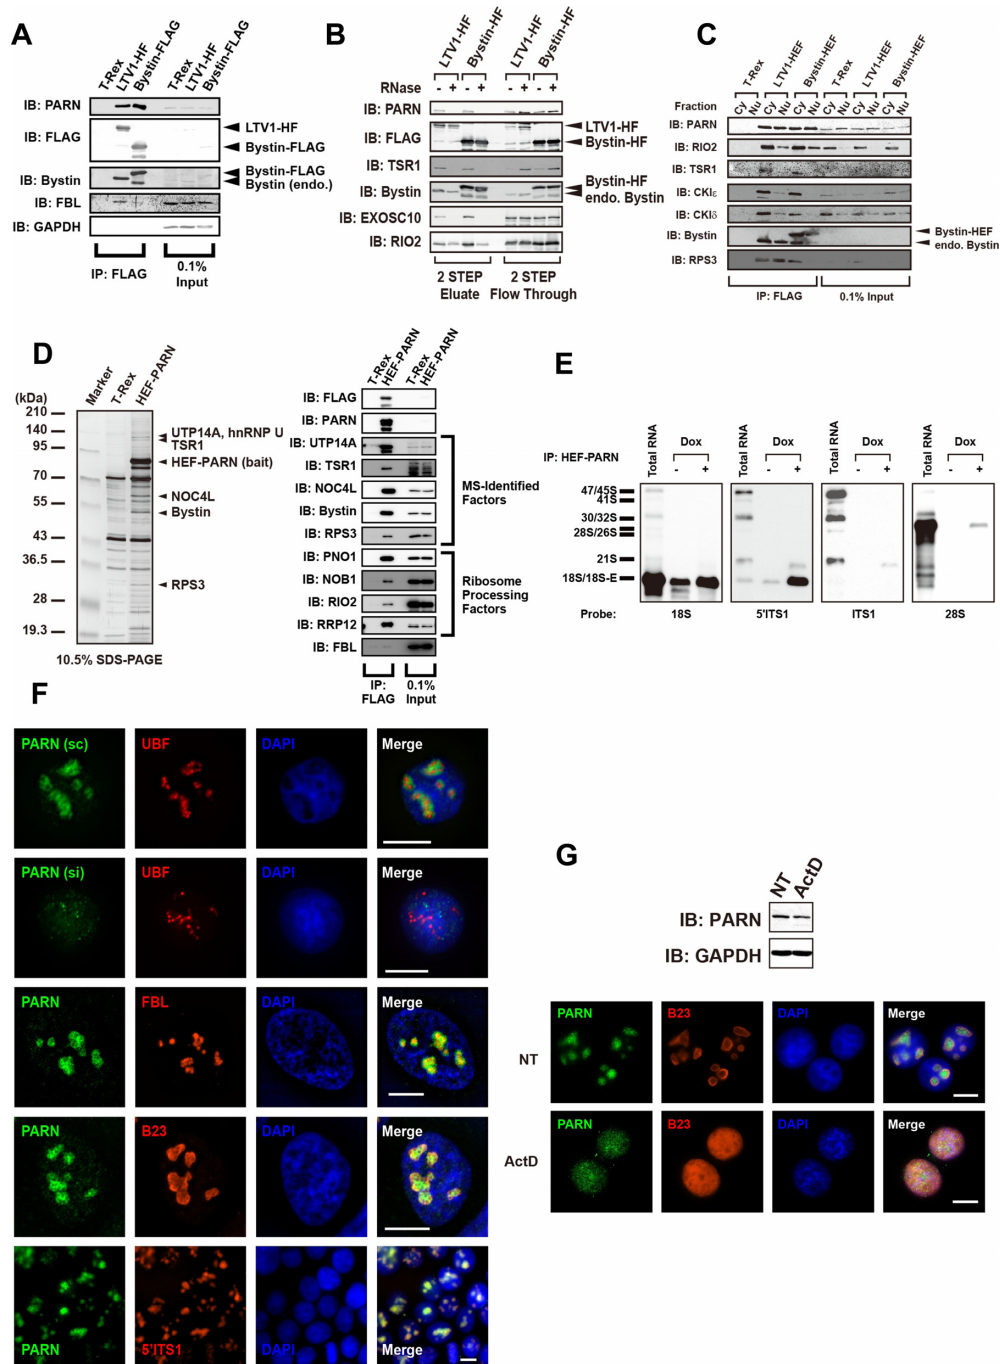 A
T-Rex
LTV1-HF
Bystin-FLAG
T-Rex
LTV1-HF
Bystin-FLAG
IB: PARN
IB: FLAG
LTV1-HF
Bystin-FLAG
IB: Bystin
Bystin-FLAG
Bystin (endo.)
IB: FBL
IB: GAPDH
IP: FLAG
0.1%
Input
B
LTV1-HF
Bystin-HF
LTV1-HF
Bystin-HF
RNase
- + - + - + - +
IB: PARN
IB: FLAG
LTV1-HF
Bystin-HF
IB: TSR1
IB: Bystin
Bystin-HF
endo. Bystin
IB: EXOSC10
IB: RIO2
2 STEP
Eluate
2 STEP
Flow Through
C
T-Rex
LTV1-HEF
Bystin-HEF
T-Rex
LTV1-HEF
Bystin-HEF
Fraction
Cy Nu Cy Nu Cy Nu Cy Nu Cy Nu Cy Nu
IB: PARN
IB: RIO2
IB: TSR1
IB: CKIε
IB: CKIδ
IB: Bystin
Bystin-HEF
endo. Bystin
IB: RPS3
IP: FLAG
0.1% Input
D
(kDa)
Marker
T-Rex
HEF-PARN
210
140
95
70
55
43
36.5
28
19.3
UTP14A, hnRNP U
TSR1
HEF-PARN (bait)
NOC4L
Bystin
RPS3
10.5% SDS-PAGE
T-Rex
HEF-PARN
T-Rex
HEF-PARN
IB: FLAG
IB: PARN
IB: UTP14A
IB: TSR1
IB: NOC4L
IB: Bystin
IB: RPS3
MS-Identified
Factors
IB: PNO1
IB: NOB1
IB: RIO2
IB: RRP12
Ribosome
Processing
Factors
IB: FBL
IP:
FLAG
0.1%
Input
E
IP: HEF-PARN
Total RNA
Dox
- +
Total RNA
Dox
- +
Total RNA
Dox
- +
Total RNA
Dox
- +
47/45S
41S
30/32S
28S/26S
21S
18S/18S-E
Probe:
18S
5'ITS1
ITS1
28S
F
PARN (sc)
UBF
DAPI
Merge
PARN (si)
UBF
DAPI
Merge
PARN
FBL
DAPI
Merge
PARN
B23
DAPI
Merge
PARN
5'ITS1
DAPI
Merge
G
NT
ActD
IB: PARN
IB: GAPDH
NT
PARN
B23
DAPI
Merge
ActD
PARN
B23
DAPI
Merge